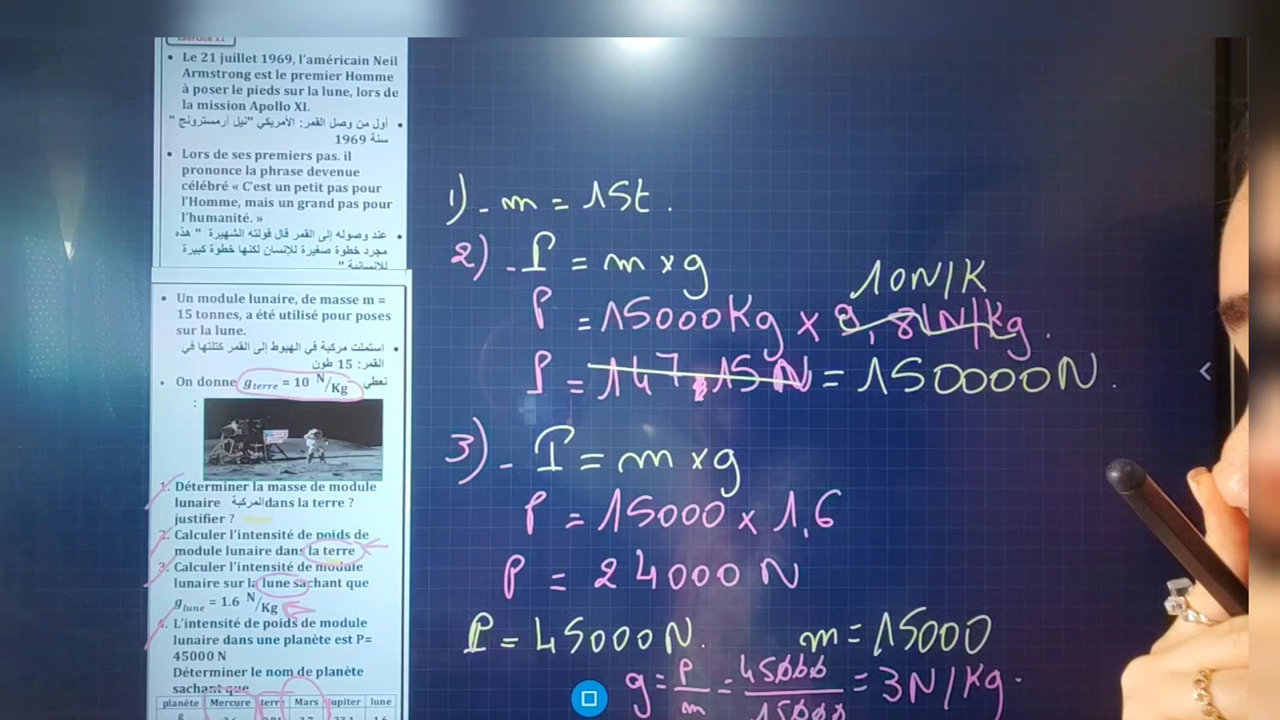 Le 21 juillet 1969, l'américain Neil
Armstrong est le premier Homme
à poser le pieds sur la lune, lors de
la mission Apollo XI.
أول من وصل القمر: الأمريكي "نيل أرمسترونج "
سنة 1969
Lors de ses premiers pas. il
prononce la phrase devenue
célébré « C'est un petit pas pour
l'Homme, mais un grand pas pour
l'humanité. »
عند وصوله إلى القمر قال قولته الشهيرة " هذه
مجرد خطوة صغيرة للإنسان لكنها خطوة كبيرة
للإنسانية "
Un module lunaire, de masse m =
15 tonnes, a été utilisé pour poses
sur la lune.
استملت مركبة في الهبوط إلى القمر كتلتها في
القمر: 15 طون
On donne g terre = 10 N/Kg نعطي
:
1. Déterminer la masse de module
lunaire المركبة dans la terre ?
justifier ?
2. Calculer l'intensité de poids de
module lunaire dans la terre
3. Calculer l'intensité de module
lunaire sur la lune sachant que
g lune = 1.6 N/Kg
4. L'intensité de poids de module
lunaire dans une planète est P=
45000 N
Déterminer le nom de planète
sachant que
planète Mercure terre Mars Jupiter lune
1)- m = 15t.
2)- P = m x g
10N/K
P = 15000Kg x 9,81N/Kg.
P = 147.15N = 150000N.
3)- P = m x g
P = 15000 x 1,6
P = 24000 N
P = 45000N. m = 15000
g = P/m = 45000/15000 = 3N/Kg.